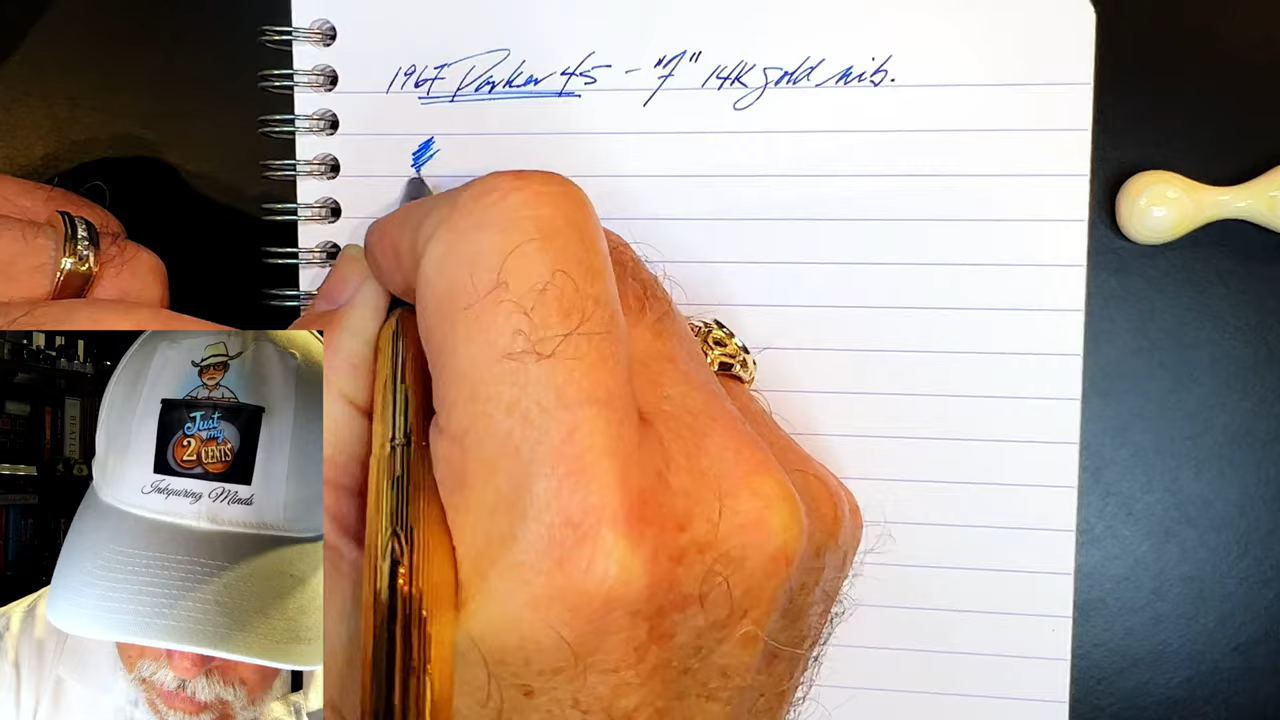 1967 Parker 45 - "7" 14K gold nib.
Just
my
2 CENTS
Inkquiring Minds